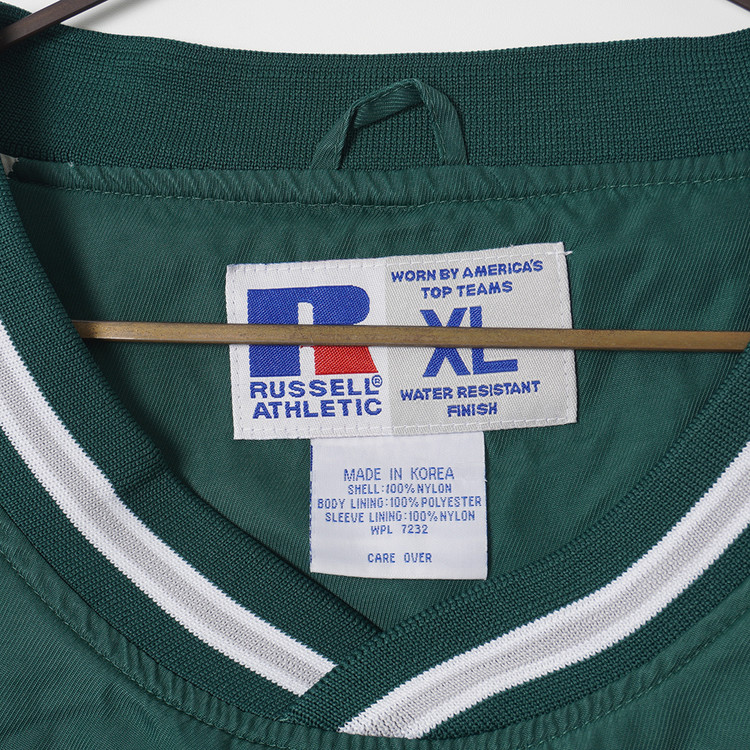 WORN BY AMERICA'S
TOP TEAMS
R
XL
RUSSELL®
ATHLETIC
WATER RESISTANT
FINISH
MADE IN KOREA
SHELL:100%NYLON
BODY LINING:100%POLYESTER
SLEEVE LINING:100%NYLON
WPL 7232
CARE OVER